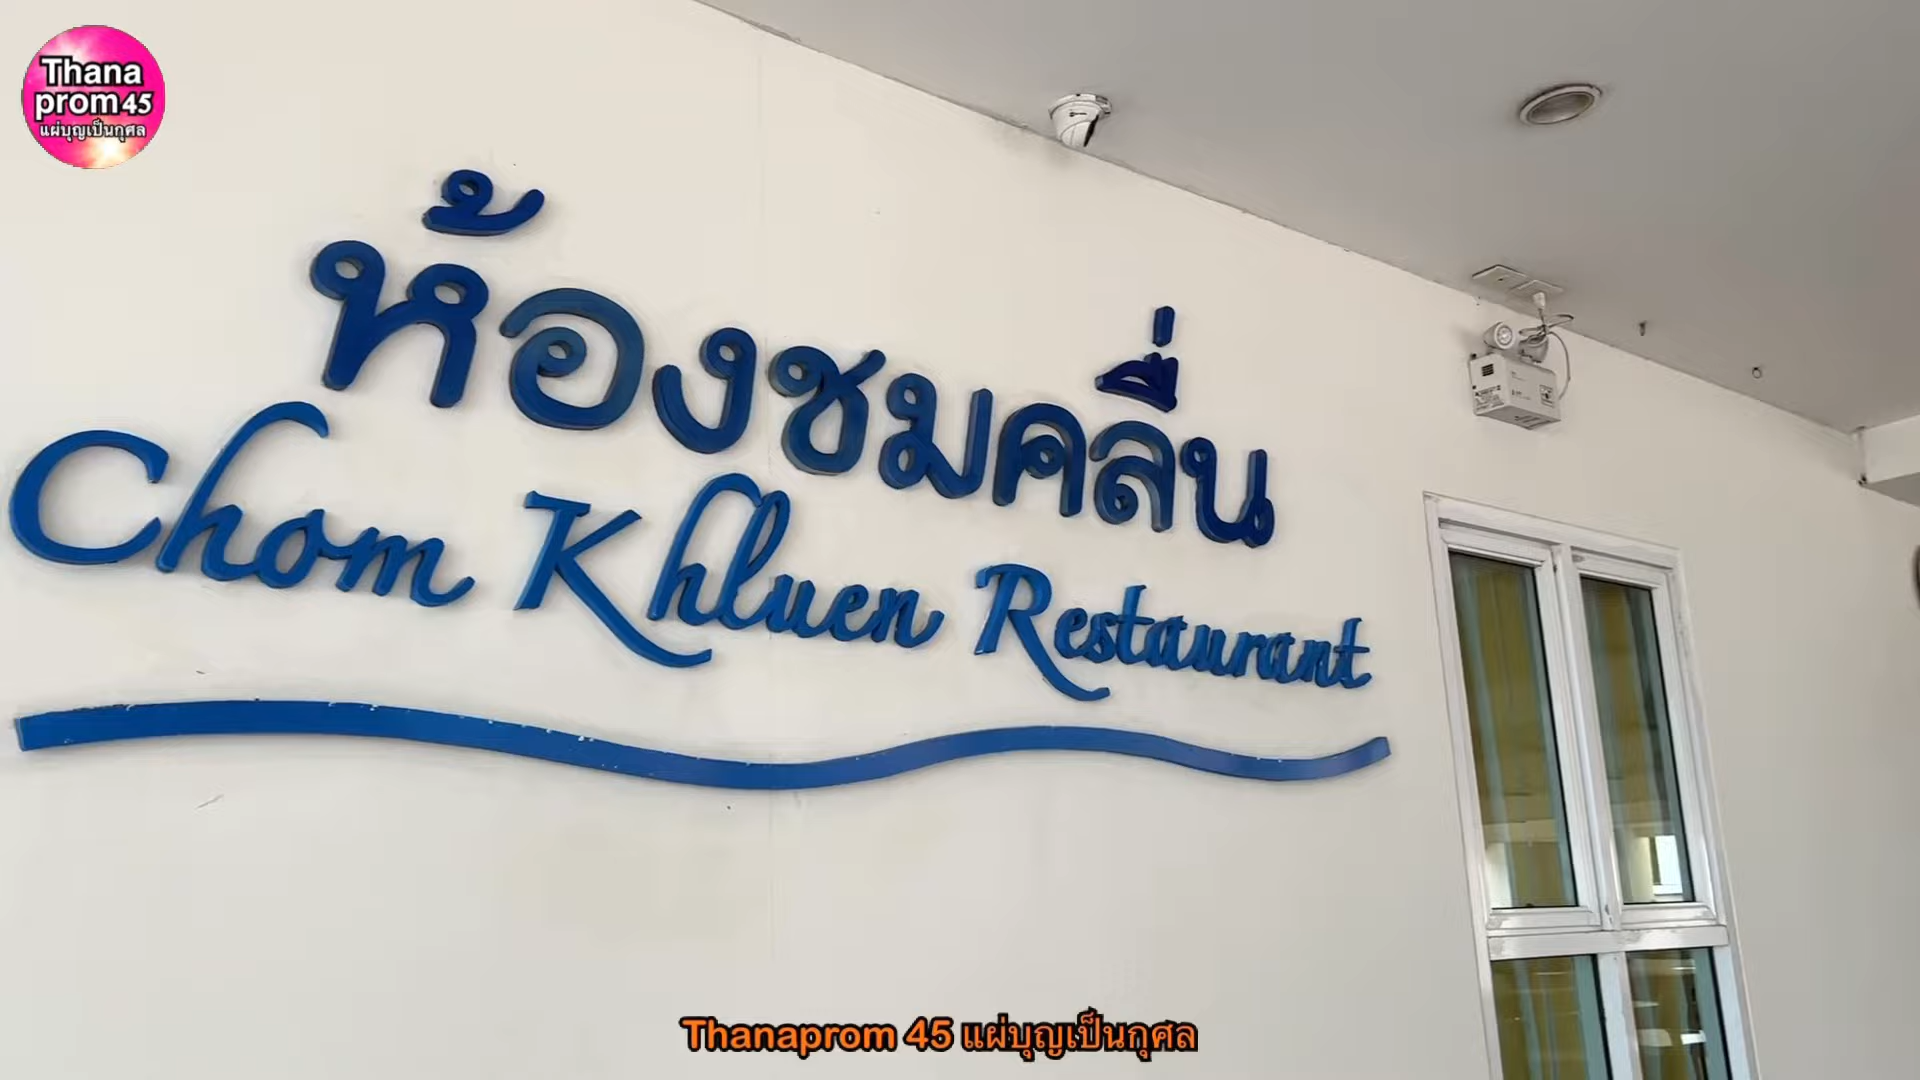 Thana
prom 45
แผ่บุญเป็นกุศล
ห้องชมคลื่น
Chom Khluen Restaurant
Thanaprom 45 แผ่บุญเป็นกุศล